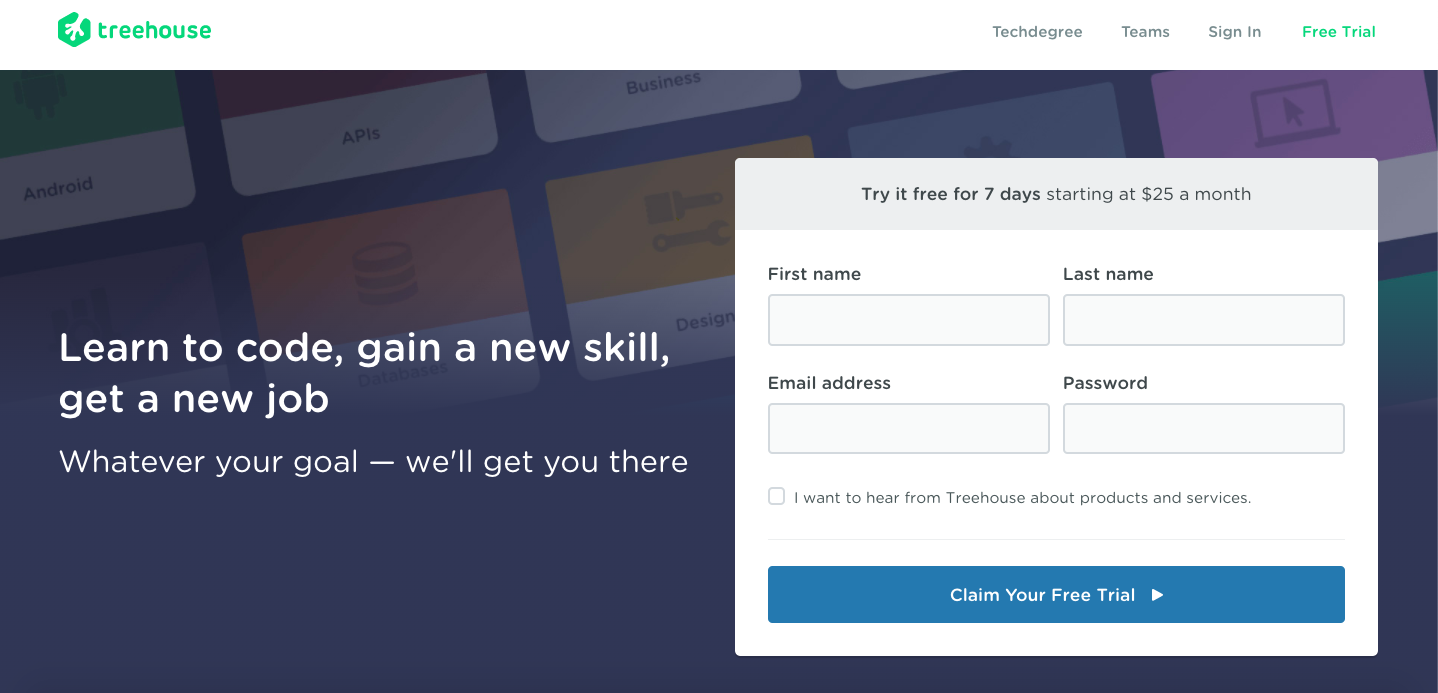 treehouse
Techdegree
Teams
Sign In
Free Trial
Business
APIs
Android
Design
Databases
Learn to code, gain a new skill,
get a new job
Whatever your goal — we'll get you there
Try it free for 7 days starting at $25 a month
First name
Last name
Email address
Password
I want to hear from Treehouse about products and services.
Claim Your Free Trial